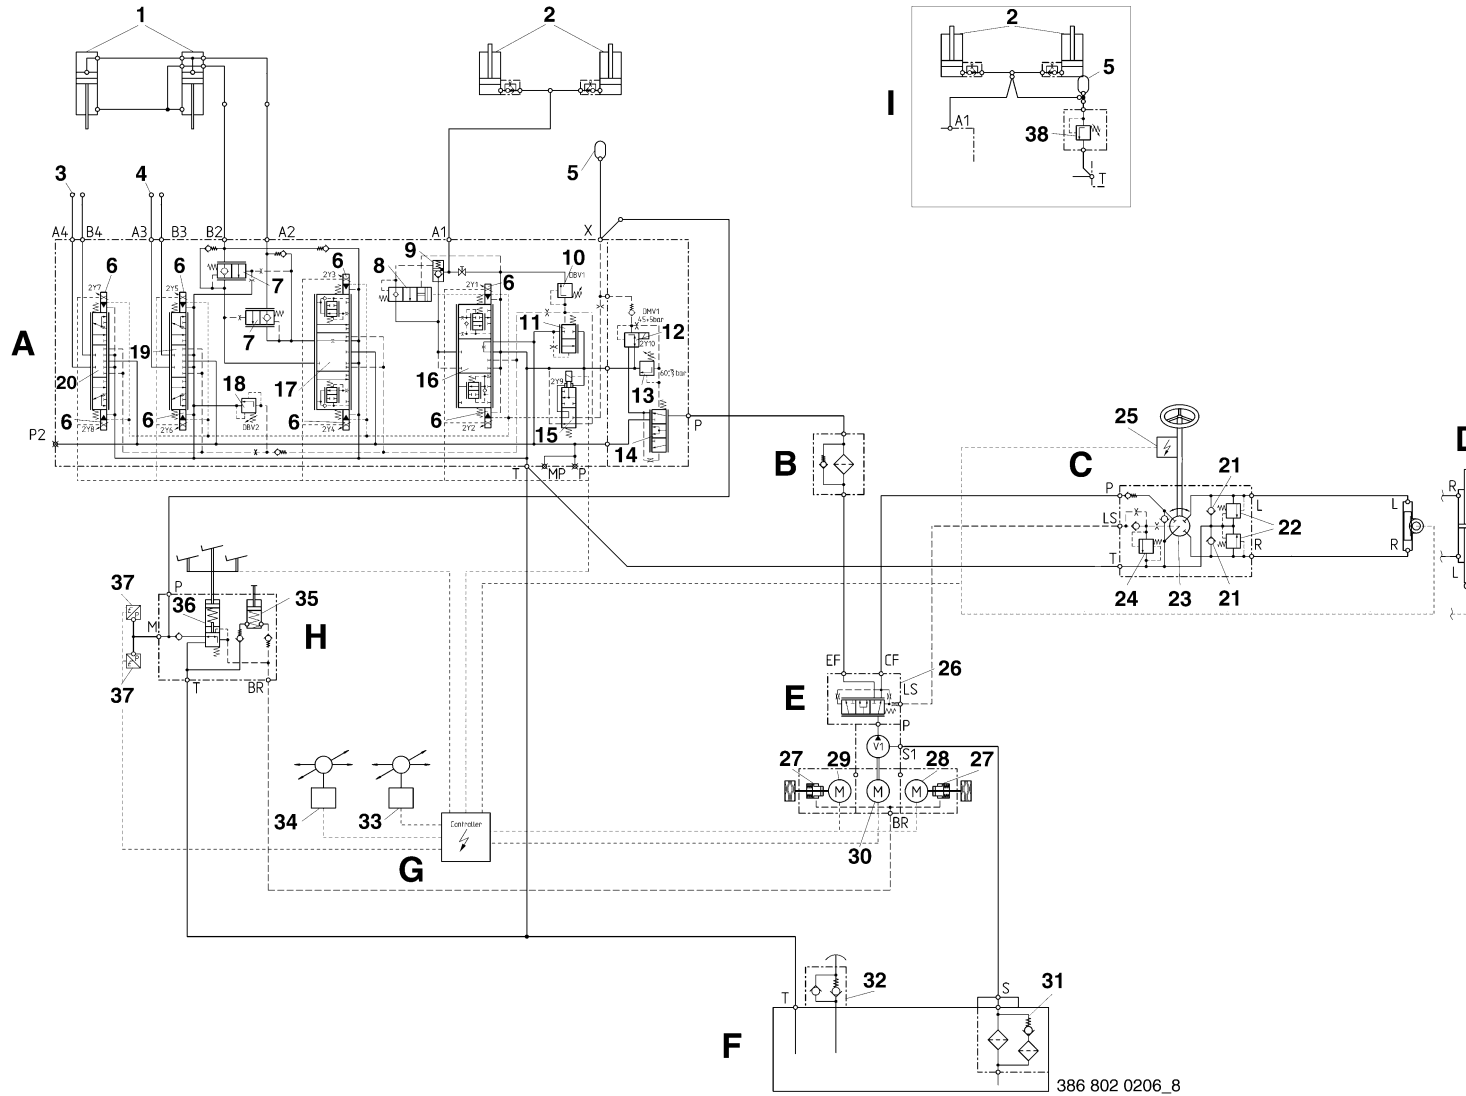 1
2
2
5
I
A1
38
T
3
4
5
A4
B4
A3
B3
B2
A2
A1
X
6
6
7
6
8
9
6
10
2Y7
2Y5
2Y3
2Y1
DBV1
DMV1
45+5bar
A
11
12
2Y10
7
2Y9
13
20
19
18
17
16
6
6
DBV2
6
6
15
14
2Y8
2Y6
2Y4
2Y2
P2
P
T
MP
P
B
25
C
21
P
L
LS
22
L
R
T
R
24
23
21
D
R
L
37
P
36
35
M
H
37
T
BR
EF
CF
26
LS
E
P
V1
S1
27
29
28
27
M
M
M
BR
30
34
33
Controller
G
32
31
T
S
F
386 802 0206_8